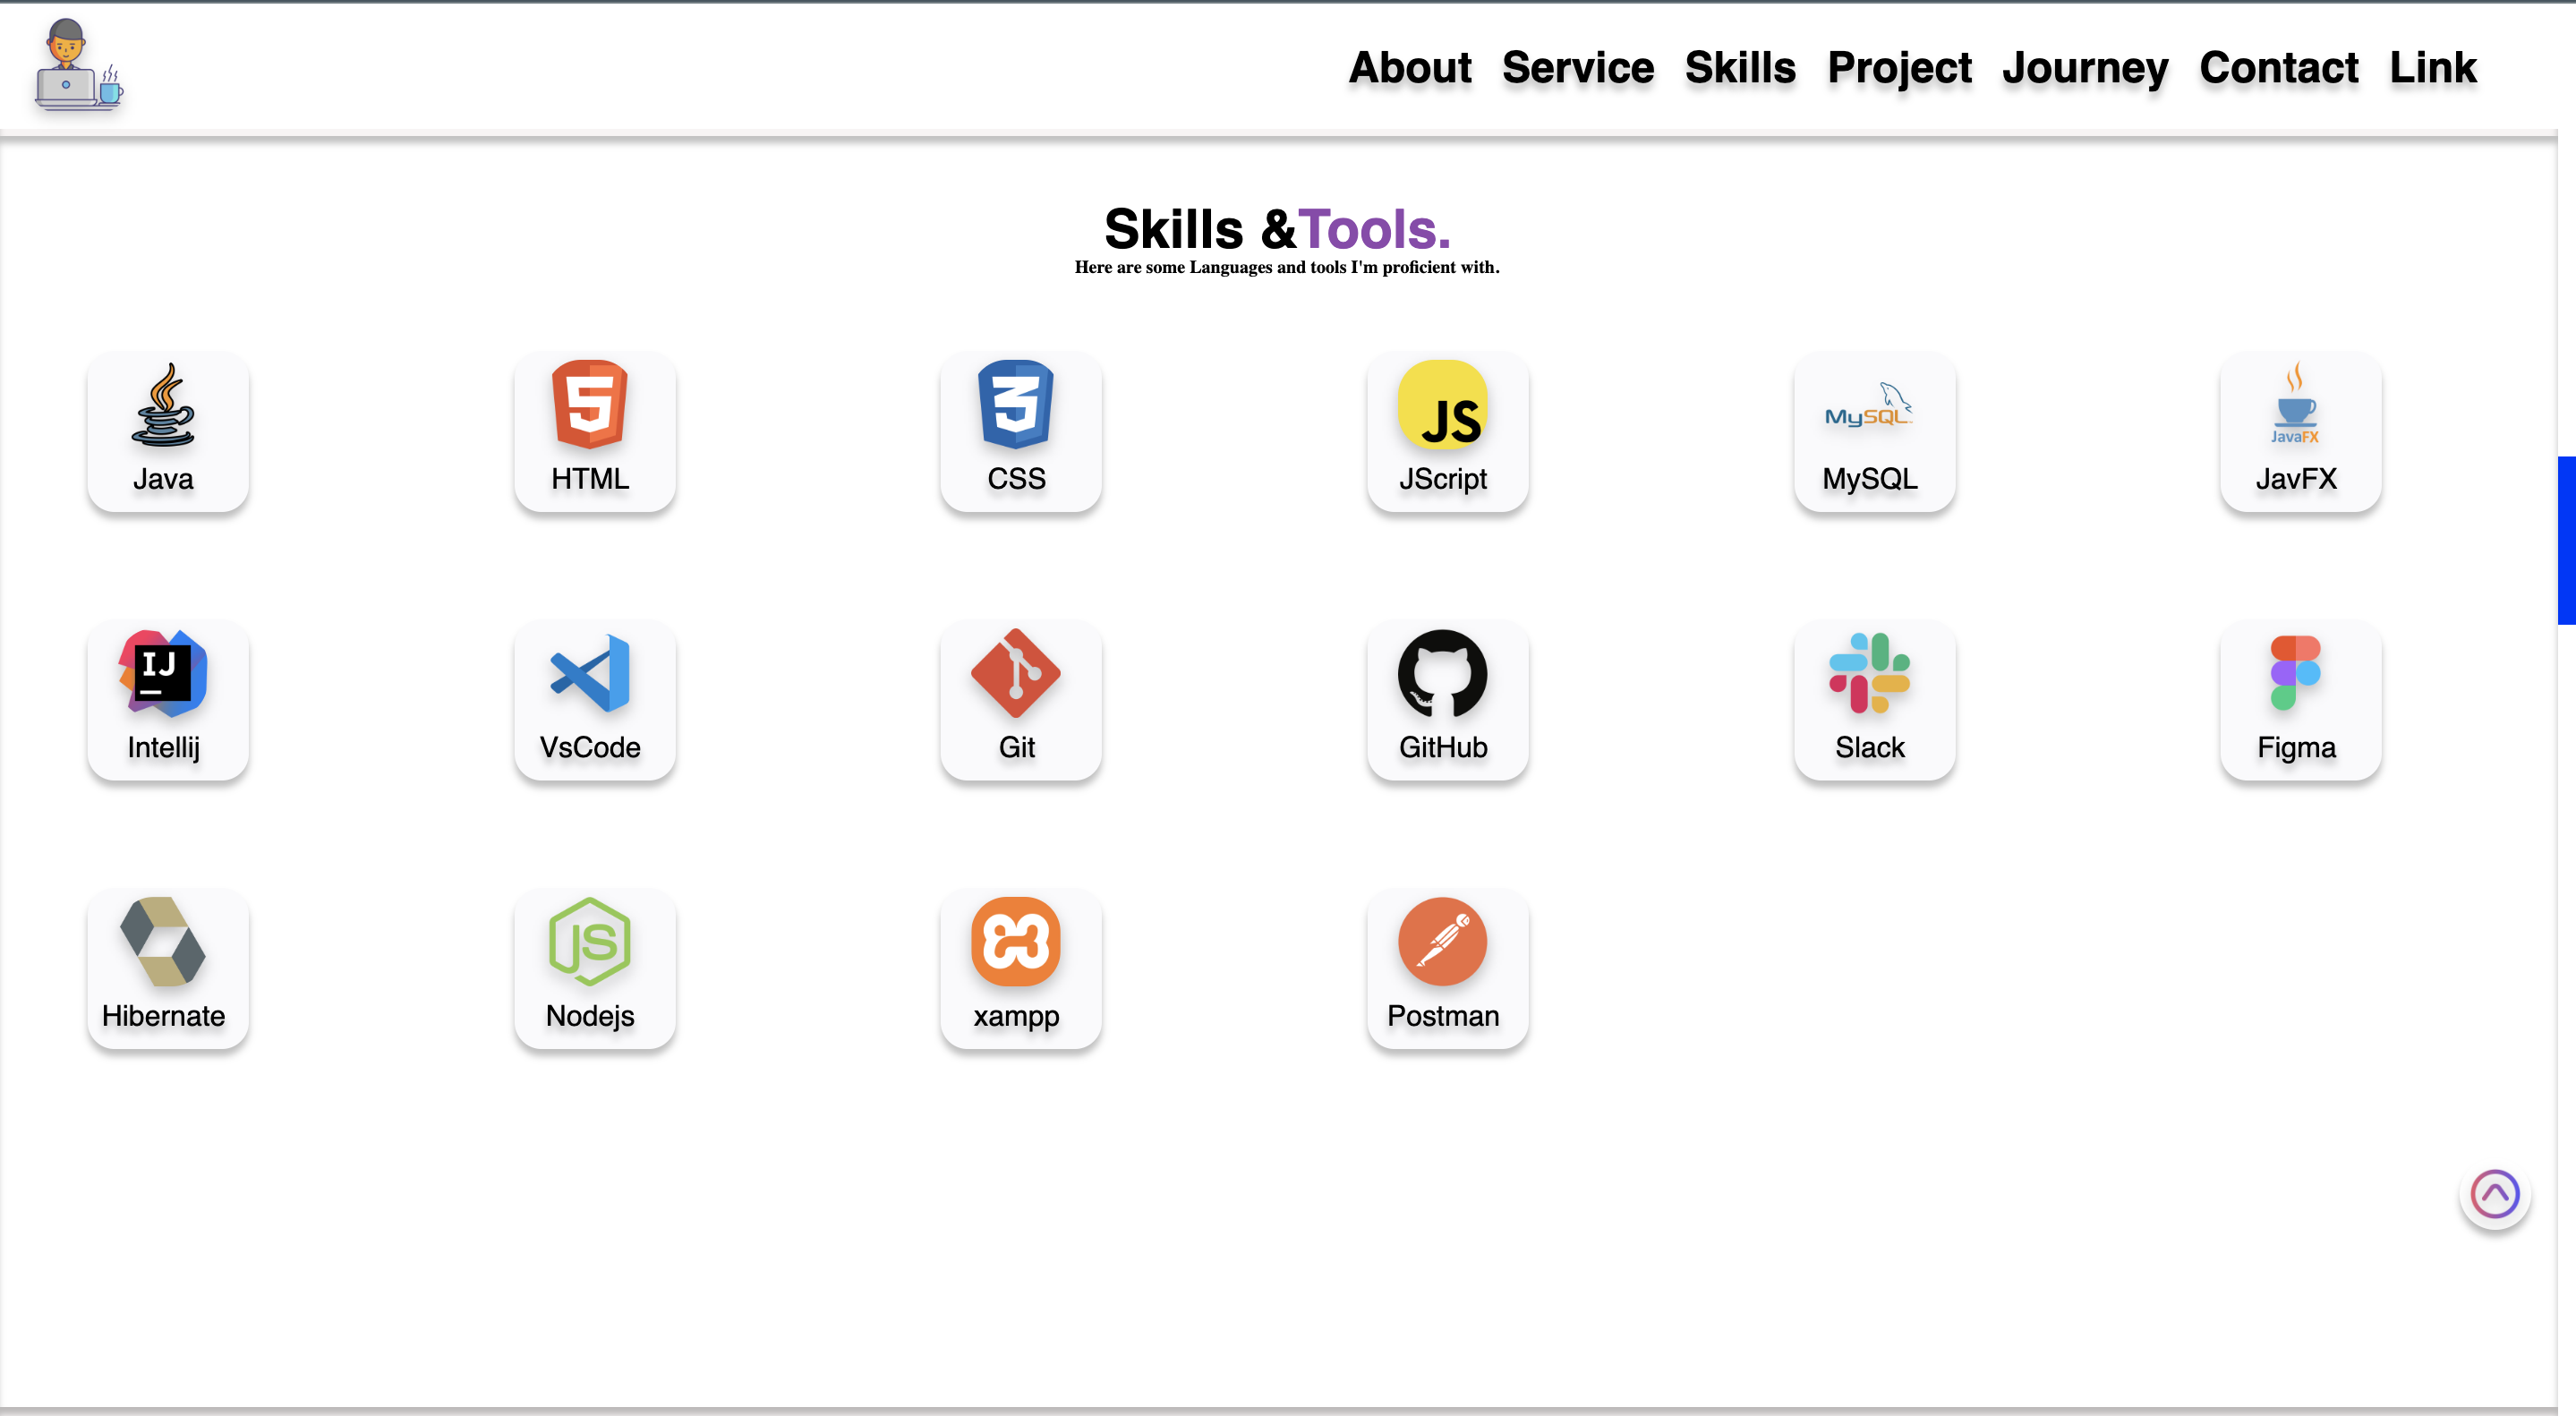 About Service Skills Project Journey Contact Link
Skills &Tools.
Here are some Languages and tools I'm proficient with.
5 3 JS MySQL JavaFX
Java HTML CSS JScript MySQL JavFX
IJ
Intellij VsCode Git GitHub Slack Figma
JS
Hibernate Nodejs xampp Postman